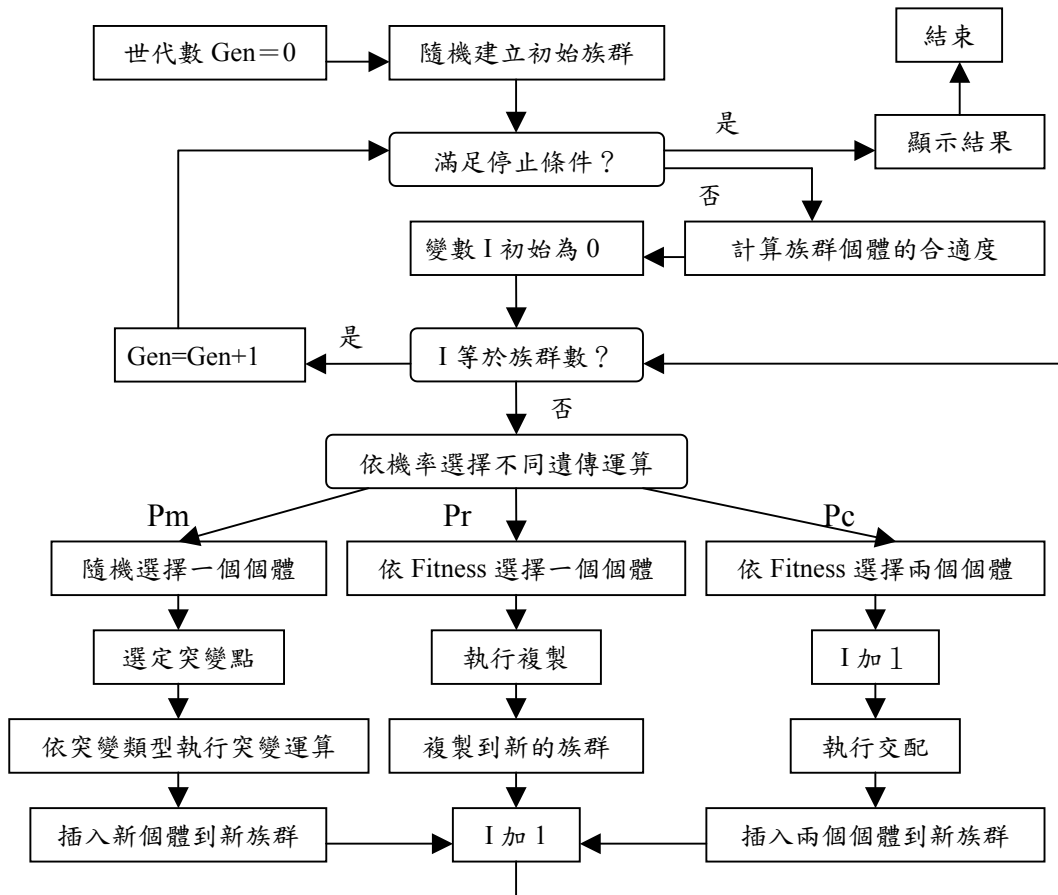 世代數 Gen＝0
隨機建立初始族群
結束
是
顯示結果
滿足停止條件？
否
變數 I 初始為 0
計算族群個體的合適度
是
Gen=Gen+1
I 等於族群數？
否
依機率選擇不同遺傳運算
Pm
Pr
Pc
隨機選擇一個個體
依 Fitness 選擇一個個體
依 Fitness 選擇兩個個體
選定突變點
執行複製
I 加１
依突變類型執行突變運算
複製到新的族群
執行交配
插入新個體到新族群
I 加 1
插入兩個個體到新族群